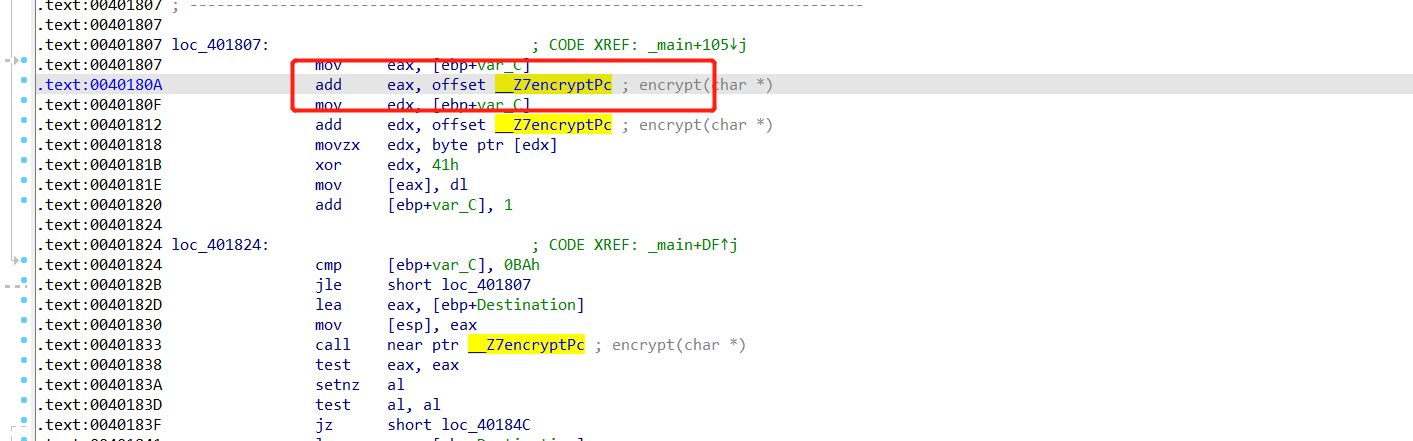 .text:00401807 ; ---------------------------------------------------------------------------
.text:00401807
.text:00401807 loc_401807: ; CODE XREF: _main+105↓j
.text:00401807 mov eax, [ebp+var_C]
.text:0040180A add eax, offset __Z7encryptPc ; encrypt(char *)
.text:0040180F mov edx, [ebp+var_C]
.text:00401812 add edx, offset __Z7encryptPc ; encrypt(char *)
.text:00401818 movzx edx, byte ptr [edx]
.text:0040181B xor edx, 41h
.text:0040181E mov [eax], dl
.text:00401820 add [ebp+var_C], 1
.text:00401824
.text:00401824 loc_401824: ; CODE XREF: _main+DF↑j
.text:00401824 cmp [ebp+var_C], 0BAh
.text:0040182B jle short loc_401807
.text:0040182D lea eax, [ebp+Destination]
.text:00401830 mov [esp], eax
.text:00401833 call near ptr __Z7encryptPc ; encrypt(char *)
.text:00401838 test eax, eax
.text:0040183A setnz al
.text:0040183D test al, al
.text:0040183F jz short loc_40184C